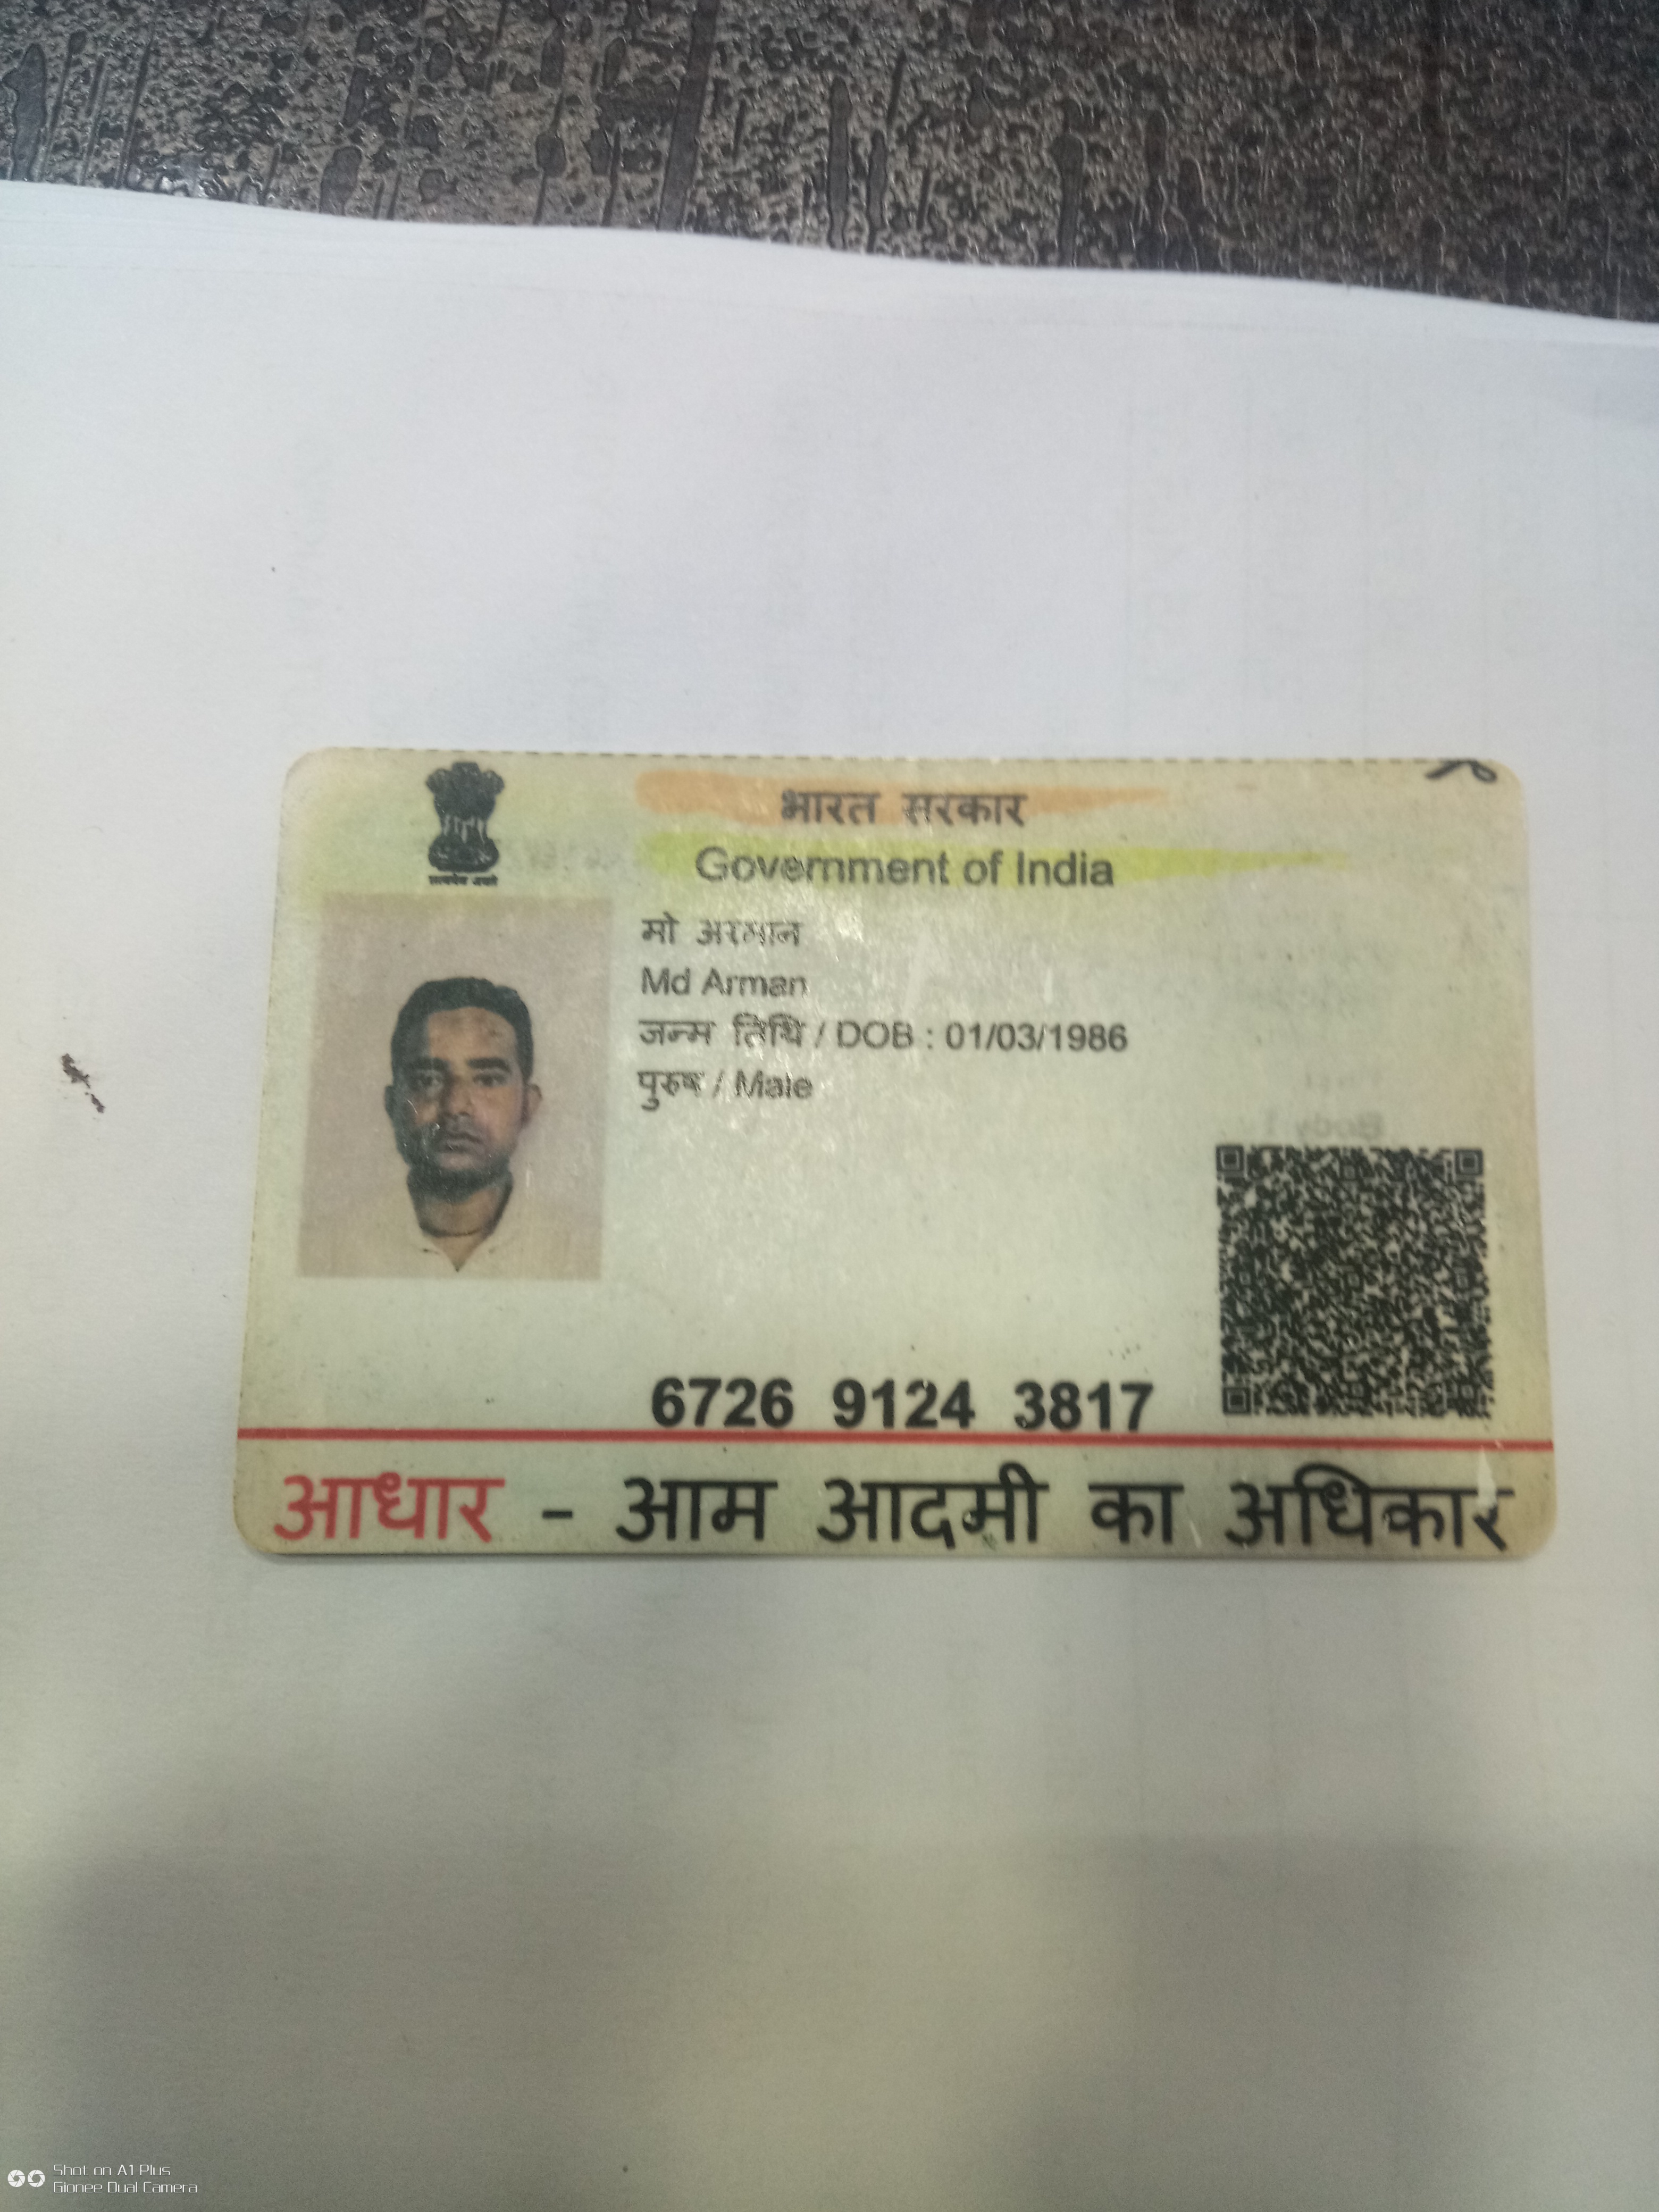 सत्यमेव जयते
भारत सरकार
Government of India
मो अरमान
Md Arman
जन्म तिथि / DOB : 01/03/1986
पुरुष / Male
6726 9124 3817
आधार - आम आदमी का अधिकार
Shot on A1 Plus
Gionee Dual Camera